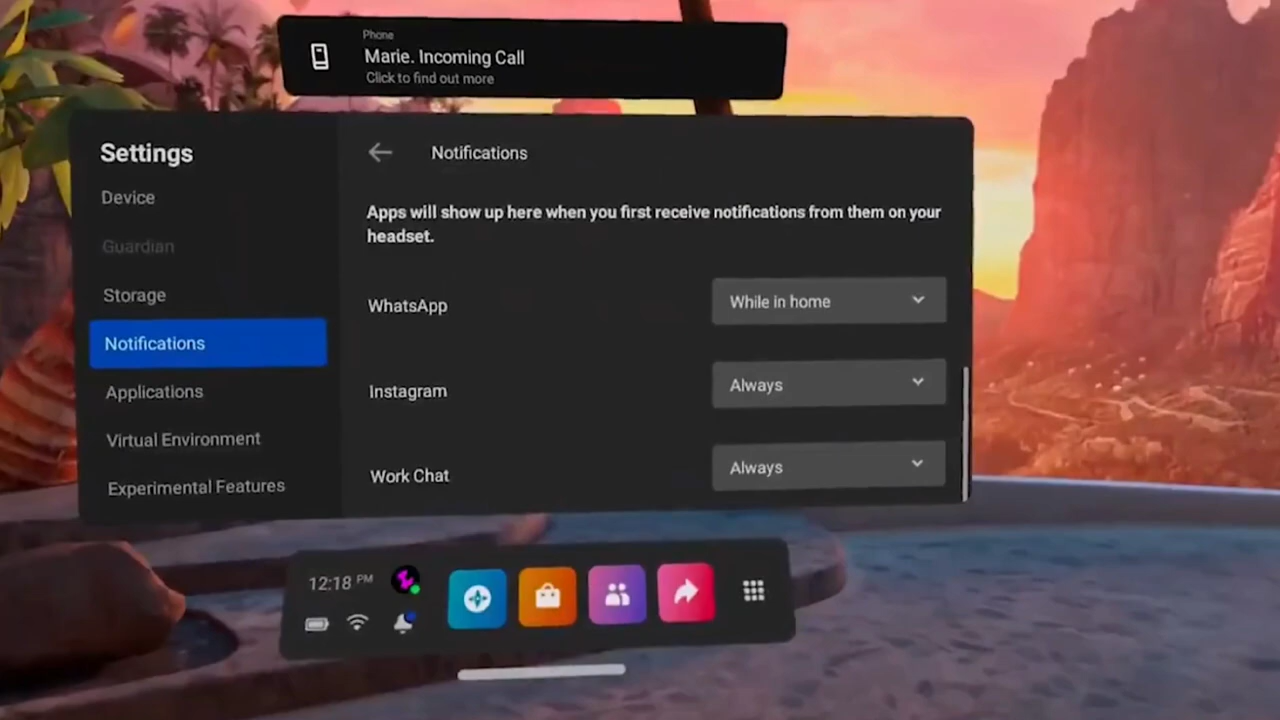 Phone
Marie. Incoming Call
Click to find out more
Settings
Device
Guardian
Storage
Notifications
Applications
Virtual Environment
Experimental Features
Notifications
Apps will show up here when you first receive notifications from them on your
headset.
WhatsApp
While in home
Instagram
Always
Work Chat
Always
12:18 PM